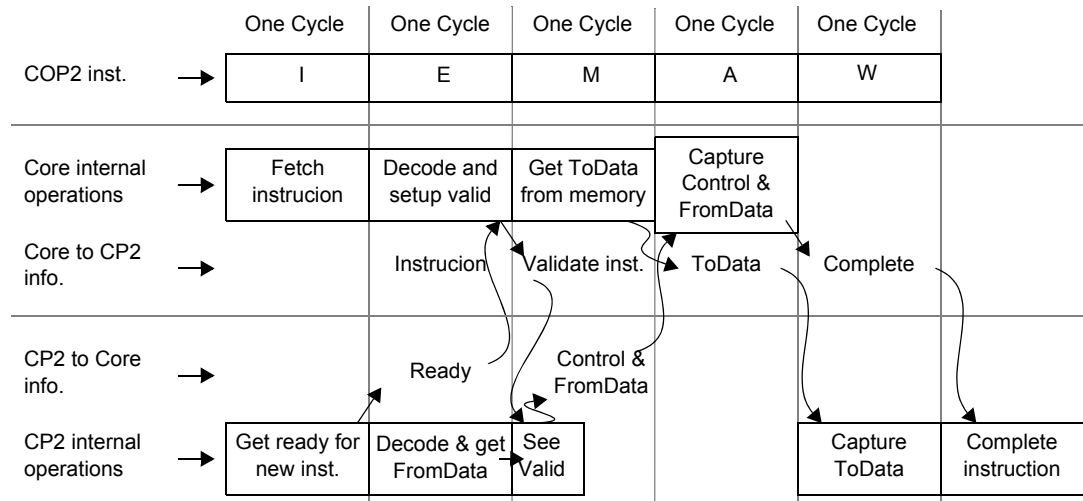 One Cycle One Cycle One Cycle One Cycle One Cycle
COP2 inst. I E M A W
Core internal
operations
Fetch
instrucion
Decode and
setup valid
Get ToData
from memory
Capture
Control &
FromData
Core to CP2
info.
Instrucion Validate inst. ToData Complete
CP2 to Core
info.
Ready
Control &
FromData
CP2 internal
operations
Get ready for
new inst.
Decode & get
FromData
See
Valid
Capture
ToData
Complete
instruction